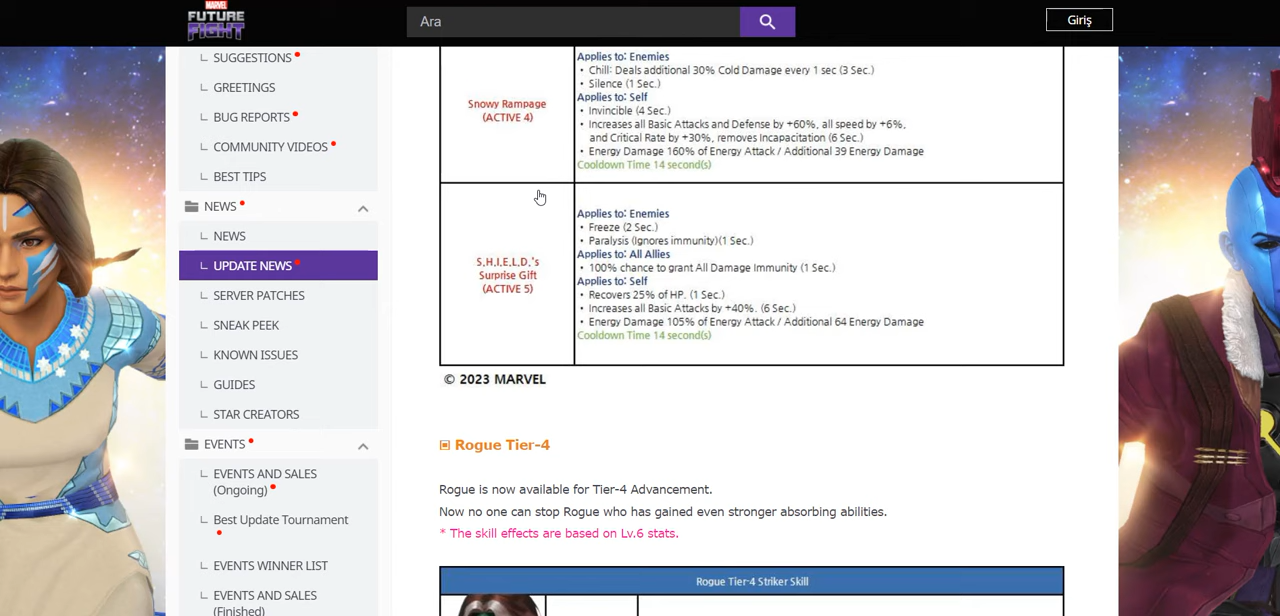 MARVEL
FUTURE
FIGHT
Ara
Giriş
SUGGESTIONS
GREETINGS
BUG REPORTS
COMMUNITY VIDEOS
BEST TIPS
NEWS
NEWS
UPDATE NEWS
SERVER PATCHES
SNEAK PEEK
KNOWN ISSUES
GUIDES
STAR CREATORS
EVENTS
EVENTS AND SALES
(Ongoing)
Best Update Tournament
EVENTS WINNER LIST
EVENTS AND SALES
(Finished)
Snowy Rampage
(ACTIVE 4)
Applies to: Enemies
• Chill: Deals additional 30% Cold Damage every 1 sec (3 Sec.)
• Silence (1 Sec.)
Applies to: Self
• Invincible (4 Sec.)
• Increases all Basic Attacks and Defense by +60%, all speed by +6%,
and Critical Rate by +30%, removes Incapacitation (6 Sec.)
• Energy Damage 160% of Energy Attack / Additional 39 Energy Damage
Cooldown Time 14 second(s)
S.H.I.E.L.D.'s
Surprise Gift
(ACTIVE 5)
Applies to: Enemies
• Freeze (2 Sec.)
• Paralysis (Ignores immunity)(1 Sec.)
Applies to: All Allies
• 100% chance to grant All Damage Immunity (1 Sec.)
Applies to: Self
• Recovers 25% of HP. (1 Sec.)
• Increases all Basic Attacks by +40%. (6 Sec.)
• Energy Damage 105% of Energy Attack / Additional 64 Energy Damage
Cooldown Time 14 second(s)
© 2023 MARVEL
▣ Rogue Tier-4
Rogue is now available for Tier-4 Advancement.
Now no one can stop Rogue who has gained even stronger absorbing abilities.
* The skill effects are based on Lv.6 stats.
Rogue Tier-4 Striker Skill